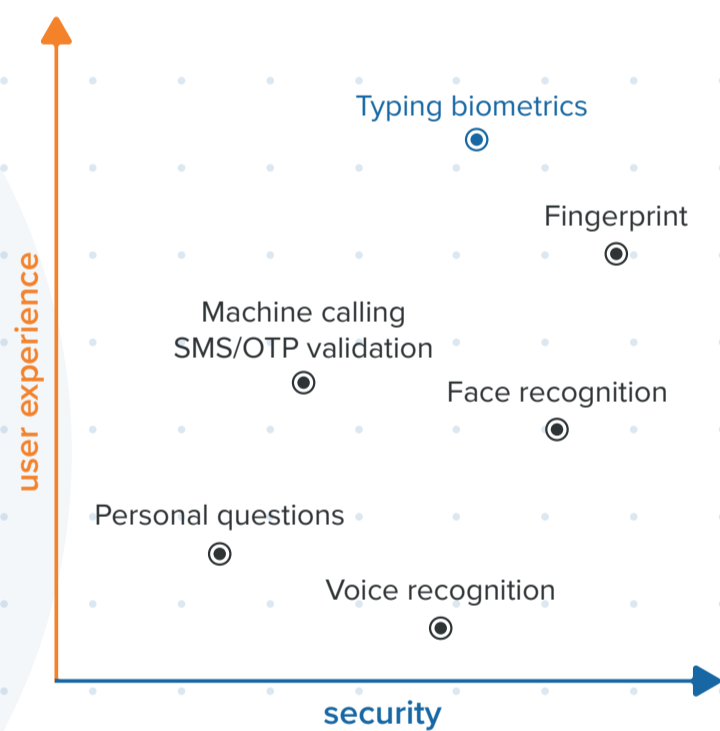 Typing biometrics
Fingerprint
Machine calling
SMS/OTP validation
Face recognition
Personal questions
Voice recognition
user experience
security